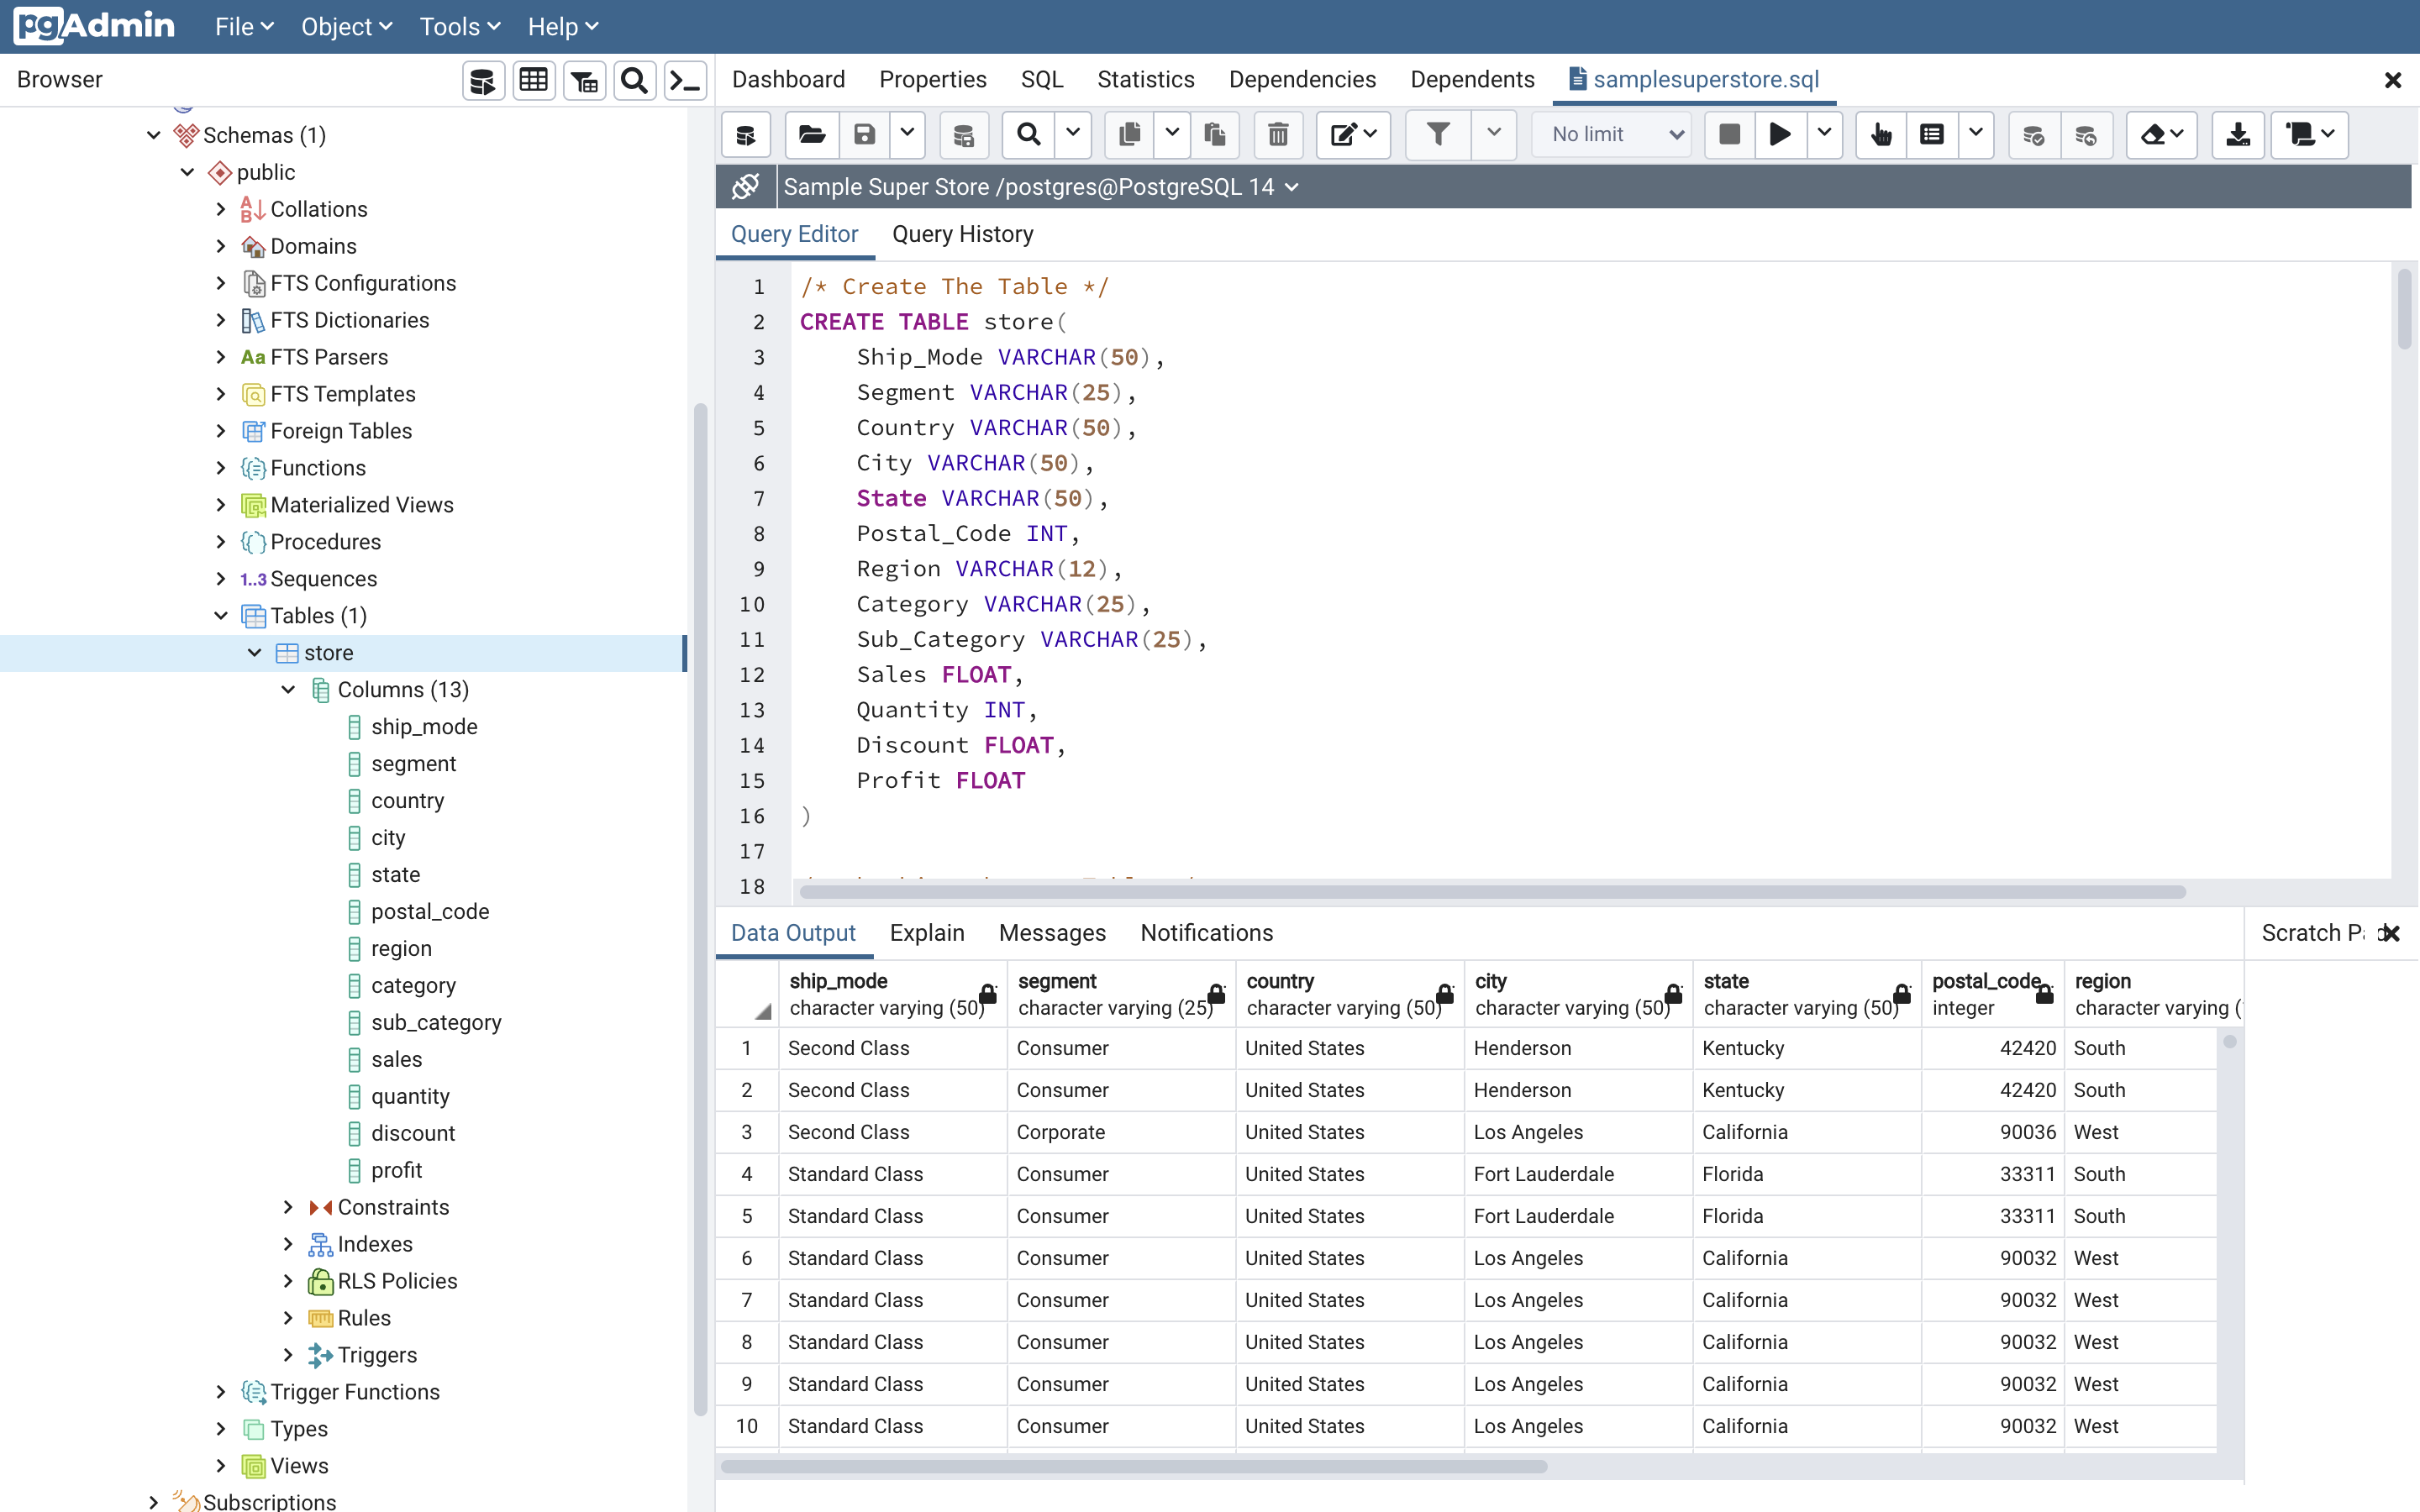 pgAdmin File Object Tools Help
Browser
Dashboard Properties SQL Statistics Dependencies Dependents samplesuperstore.sql
No limit
Sample Super Store /postgres@PostgreSQL 14
Query Editor Query History
Schemas (1)
public
Collations
Domains
FTS Configurations
FTS Dictionaries
Aa FTS Parsers
FTS Templates
Foreign Tables
Functions
Materialized Views
Procedures
1..3 Sequences
Tables (1)
store
Columns (13)
ship_mode
segment
country
city
state
postal_code
region
category
sub_category
sales
quantity
discount
profit
Constraints
Indexes
RLS Policies
Rules
Triggers
Trigger Functions
Types
Views
Subscriptions
1 /* Create The Table */
2 CREATE TABLE store(
3 Ship_Mode VARCHAR(50),
4 Segment VARCHAR(25),
5 Country VARCHAR(50),
6 City VARCHAR(50),
7 State VARCHAR(50),
8 Postal_Code INT,
9 Region VARCHAR(12),
10 Category VARCHAR(25),
11 Sub_Category VARCHAR(25),
12 Sales FLOAT,
13 Quantity INT,
14 Discount FLOAT,
15 Profit FLOAT
16 )
17
18
Data Output Explain Messages Notifications
Scratch
ship_mode segment country city state postal_code region
character varying (50) character varying (25) character varying (50) character varying (50) character varying (50) integer character varying (
1 Second Class Consumer United States Henderson Kentucky 42420 South
2 Second Class Consumer United States Henderson Kentucky 42420 South
3 Second Class Corporate United States Los Angeles California 90036 West
4 Standard Class Consumer United States Fort Lauderdale Florida 33311 South
5 Standard Class Consumer United States Fort Lauderdale Florida 33311 South
6 Standard Class Consumer United States Los Angeles California 90032 West
7 Standard Class Consumer United States Los Angeles California 90032 West
8 Standard Class Consumer United States Los Angeles California 90032 West
9 Standard Class Consumer United States Los Angeles California 90032 West
10 Standard Class Consumer United States Los Angeles California 90032 West